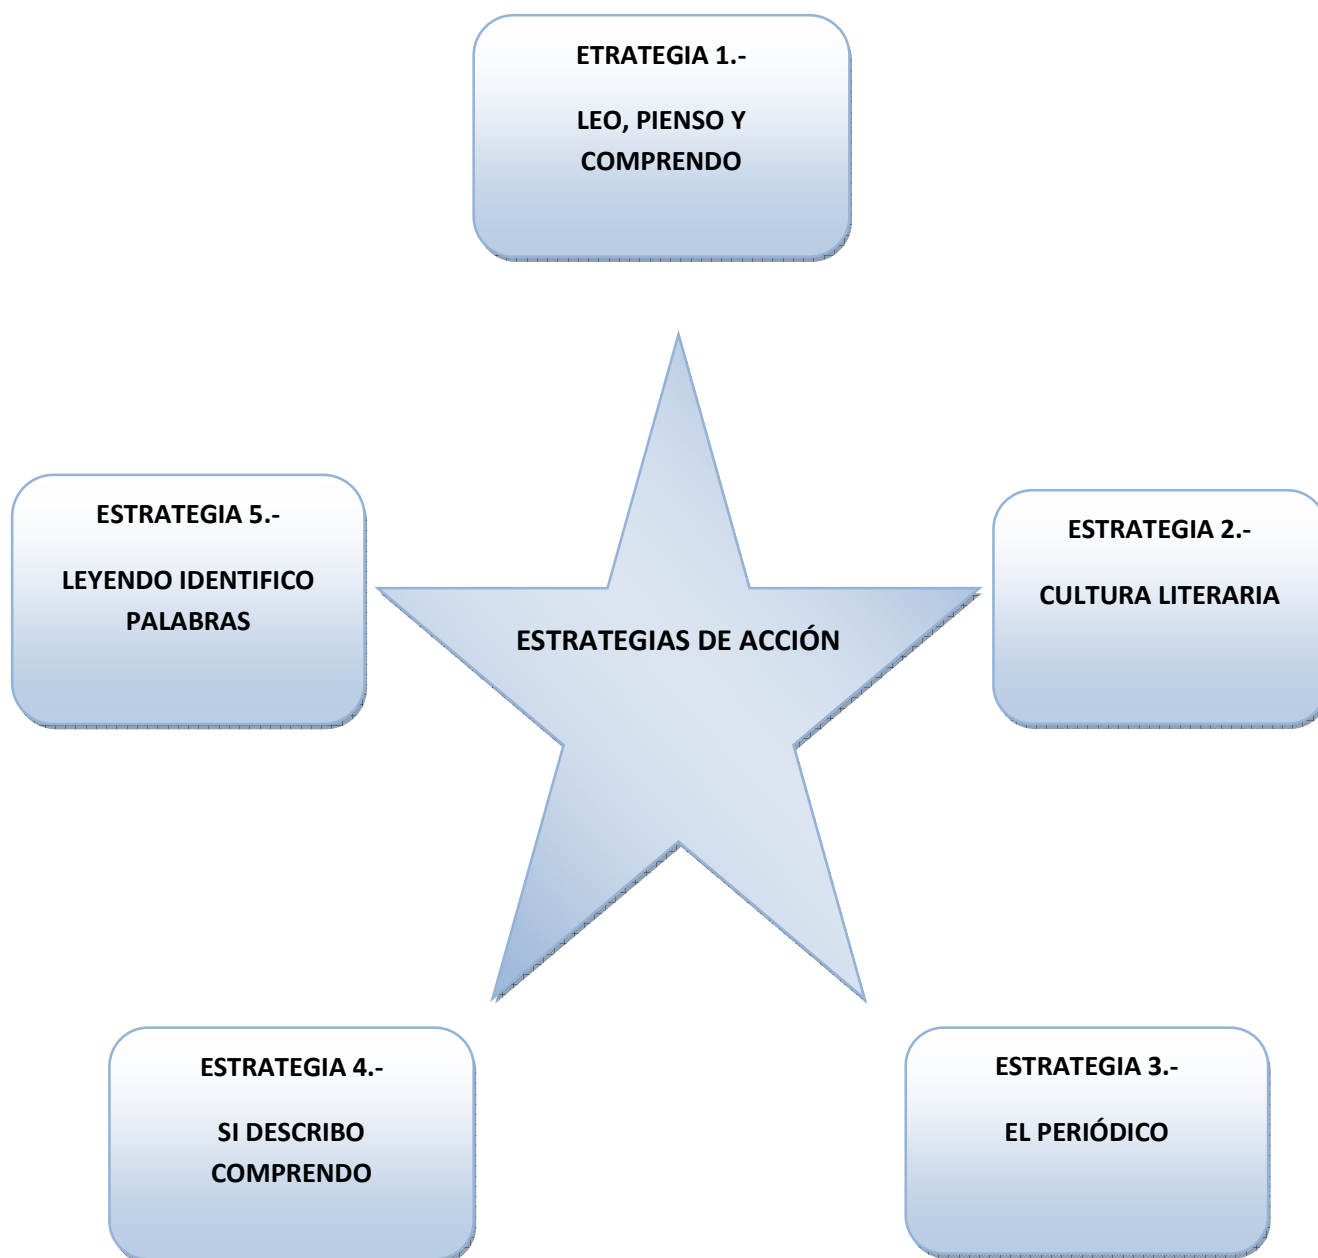 ETRATEGIA 1.-
LEO, PIENSO Y
COMPRENDO
ESTRATEGIA 5.-
LEYENDO IDENTIFICO
PALABRAS
ESTRATEGIA 2.-
CULTURA LITERARIA
ESTRATEGIAS DE ACCIÓN
ESTRATEGIA 4.-
SI DESCRIBO
COMPRENDO
ESTRATEGIA 3.-
EL PERIÓDICO